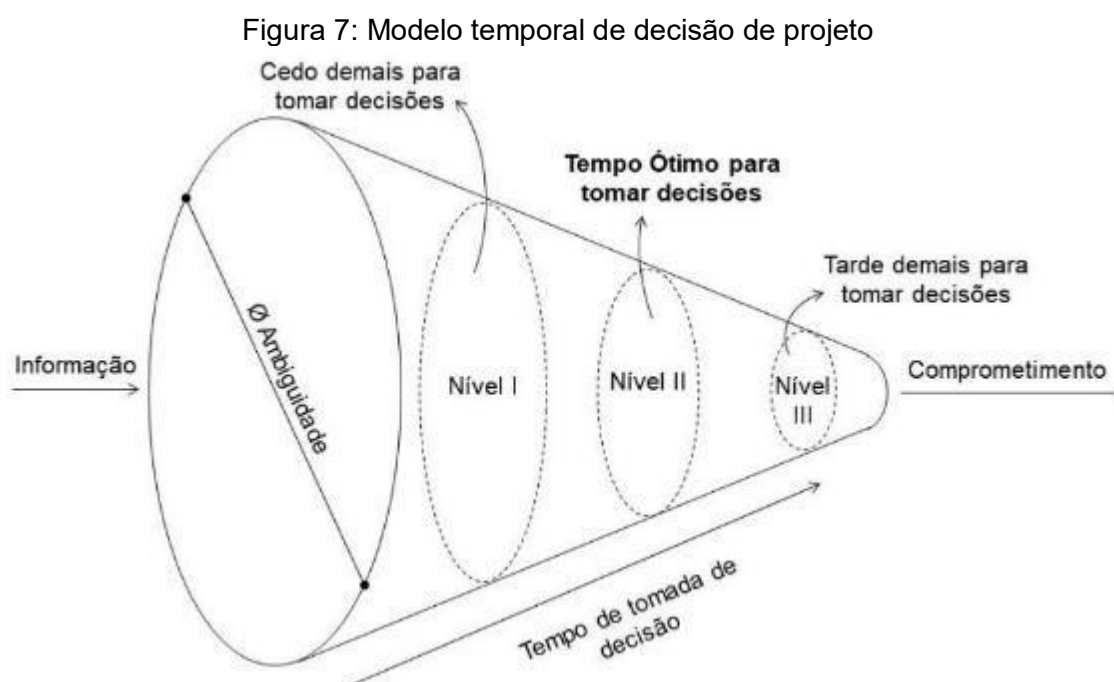 Figura 7: Modelo temporal de decisão de projeto
Cedo demais para
tomar decisões
Tempo Ótimo para
tomar decisões
Tarde demais para
tomar decisões
Informação
Ø Ambiguidade
Nível I
Nível II
Nível
III
Comprometimento
Tempo de tomada de
decisão